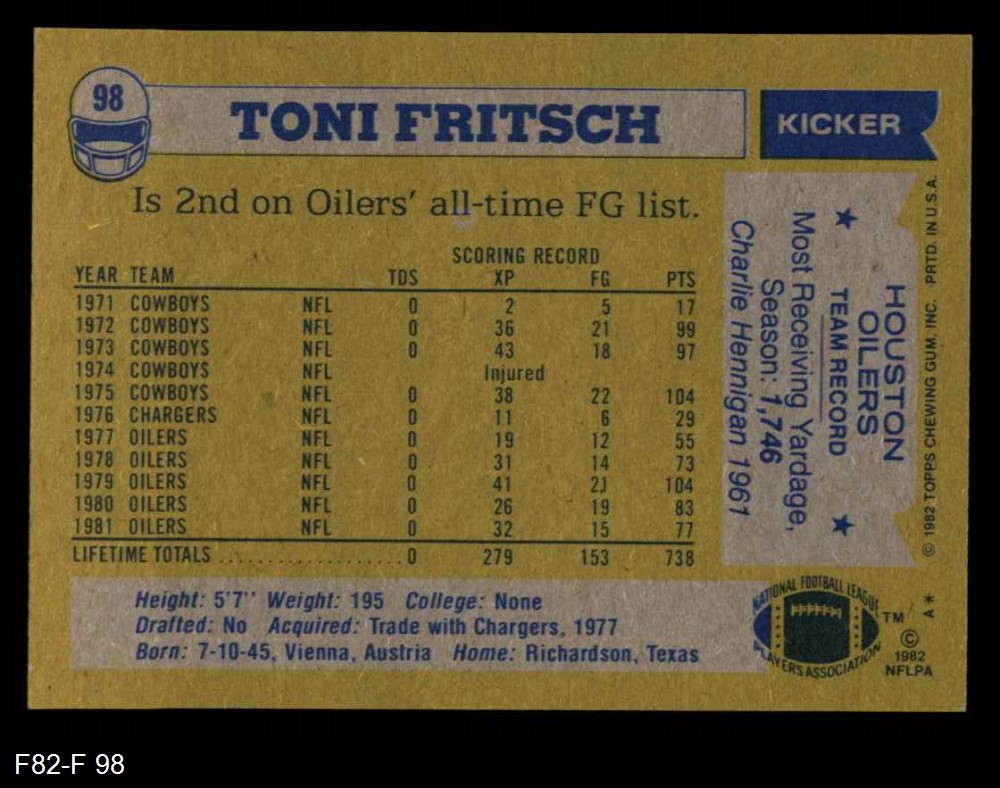 98
TONI FRITSCH
KICKER
Is 2nd on Oilers' all-time FG list.
SCORING RECORD
YEAR TEAM TDS XP FG PTS
1971 COWBOYS NFL 0 2 5 17
1972 COWBOYS NFL 0 36 21 99
1973 COWBOYS NFL 0 43 18 97
1974 COWBOYS NFL Injured
1975 COWBOYS NFL 0 38 22 104
1976 CHARGERS NFL 0 11 6 29
1977 OILERS NFL 0 19 12 55
1978 OILERS NFL 0 31 14 73
1979 OILERS NFL 0 41 21 104
1980 OILERS NFL 0 26 19 83
1981 OILERS NFL 0 32 15 77
LIFETIME TOTALS ................... 0 279 153 738
Height: 5'7" Weight: 195 College: None
Drafted: No Acquired: Trade with Chargers, 1977
Born: 7-10-45, Vienna, Austria Home: Richardson, Texas
HOUSTON
OILERS
★ TEAM RECORD ★
Most Receiving Yardage,
Season: 1,746
Charlie Hennigan 1961
© 1982 TOPPS CHEWING GUM, INC. PRTD. IN U.S.A.
A*
NATIONAL FOOTBALL LEAGUE
PLAYERS ASSOCIATION
TM
©
1982
NFLPA
F82-F 98